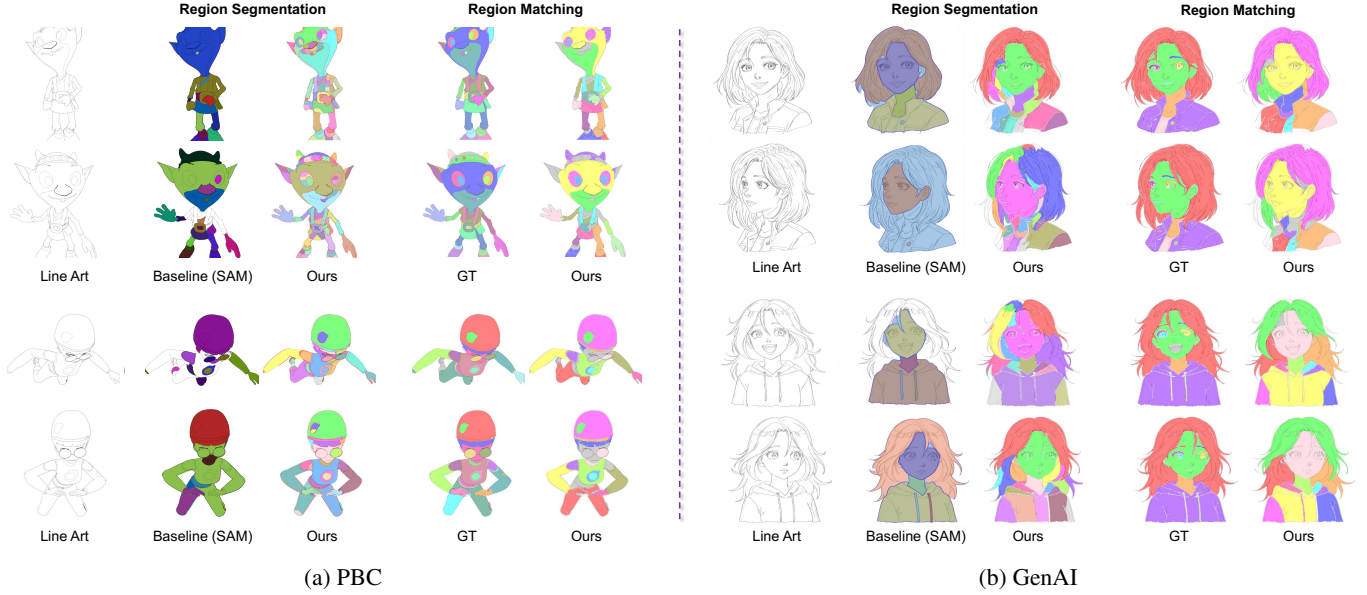 Region Segmentation Region Matching
Line Art Baseline (SAM) Ours GT Ours
Line Art Baseline (SAM) Ours GT Ours
(a) PBC
Region Segmentation Region Matching
Line Art Baseline (SAM) Ours GT Ours
Line Art Baseline (SAM) Ours GT Ours
(b) GenAI